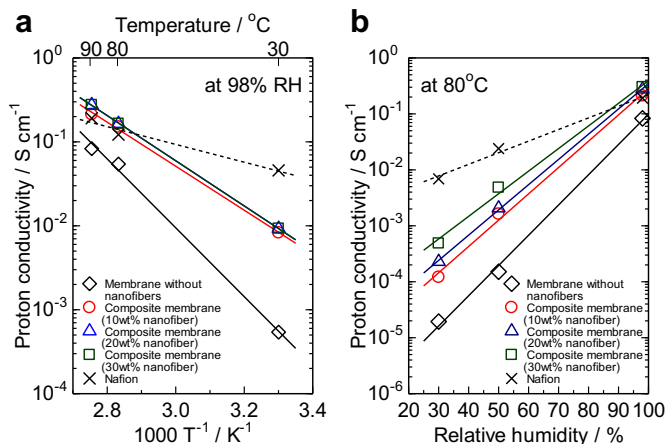 a
Temperature / °C
90 80 30
10⁰
at 98% RH
10⁻¹
10⁻²
10⁻³
10⁻⁴
Proton conductivity / S cm⁻¹
Membrane without
nanofibers
Composite membrane
(10wt% nanofiber)
Composite membrane
(20wt% nanofiber)
Composite membrane
(30wt% nanofiber)
Nafion
2.8 3.0 3.2 3.4
1000 T⁻¹ / K⁻¹
b
10⁰
at 80°C
10⁻¹
10⁻²
10⁻³
10⁻⁴
10⁻⁵
10⁻⁶
Proton conductivity / S cm⁻¹
Membrane without
nanofibers
Composite membrane
(10wt% nanofiber)
Composite membrane
(20wt% nanofiber)
Composite membrane
(30wt% nanofiber)
Nafion
20 30 40 50 60 70 80 90 100
Relative humidity / %